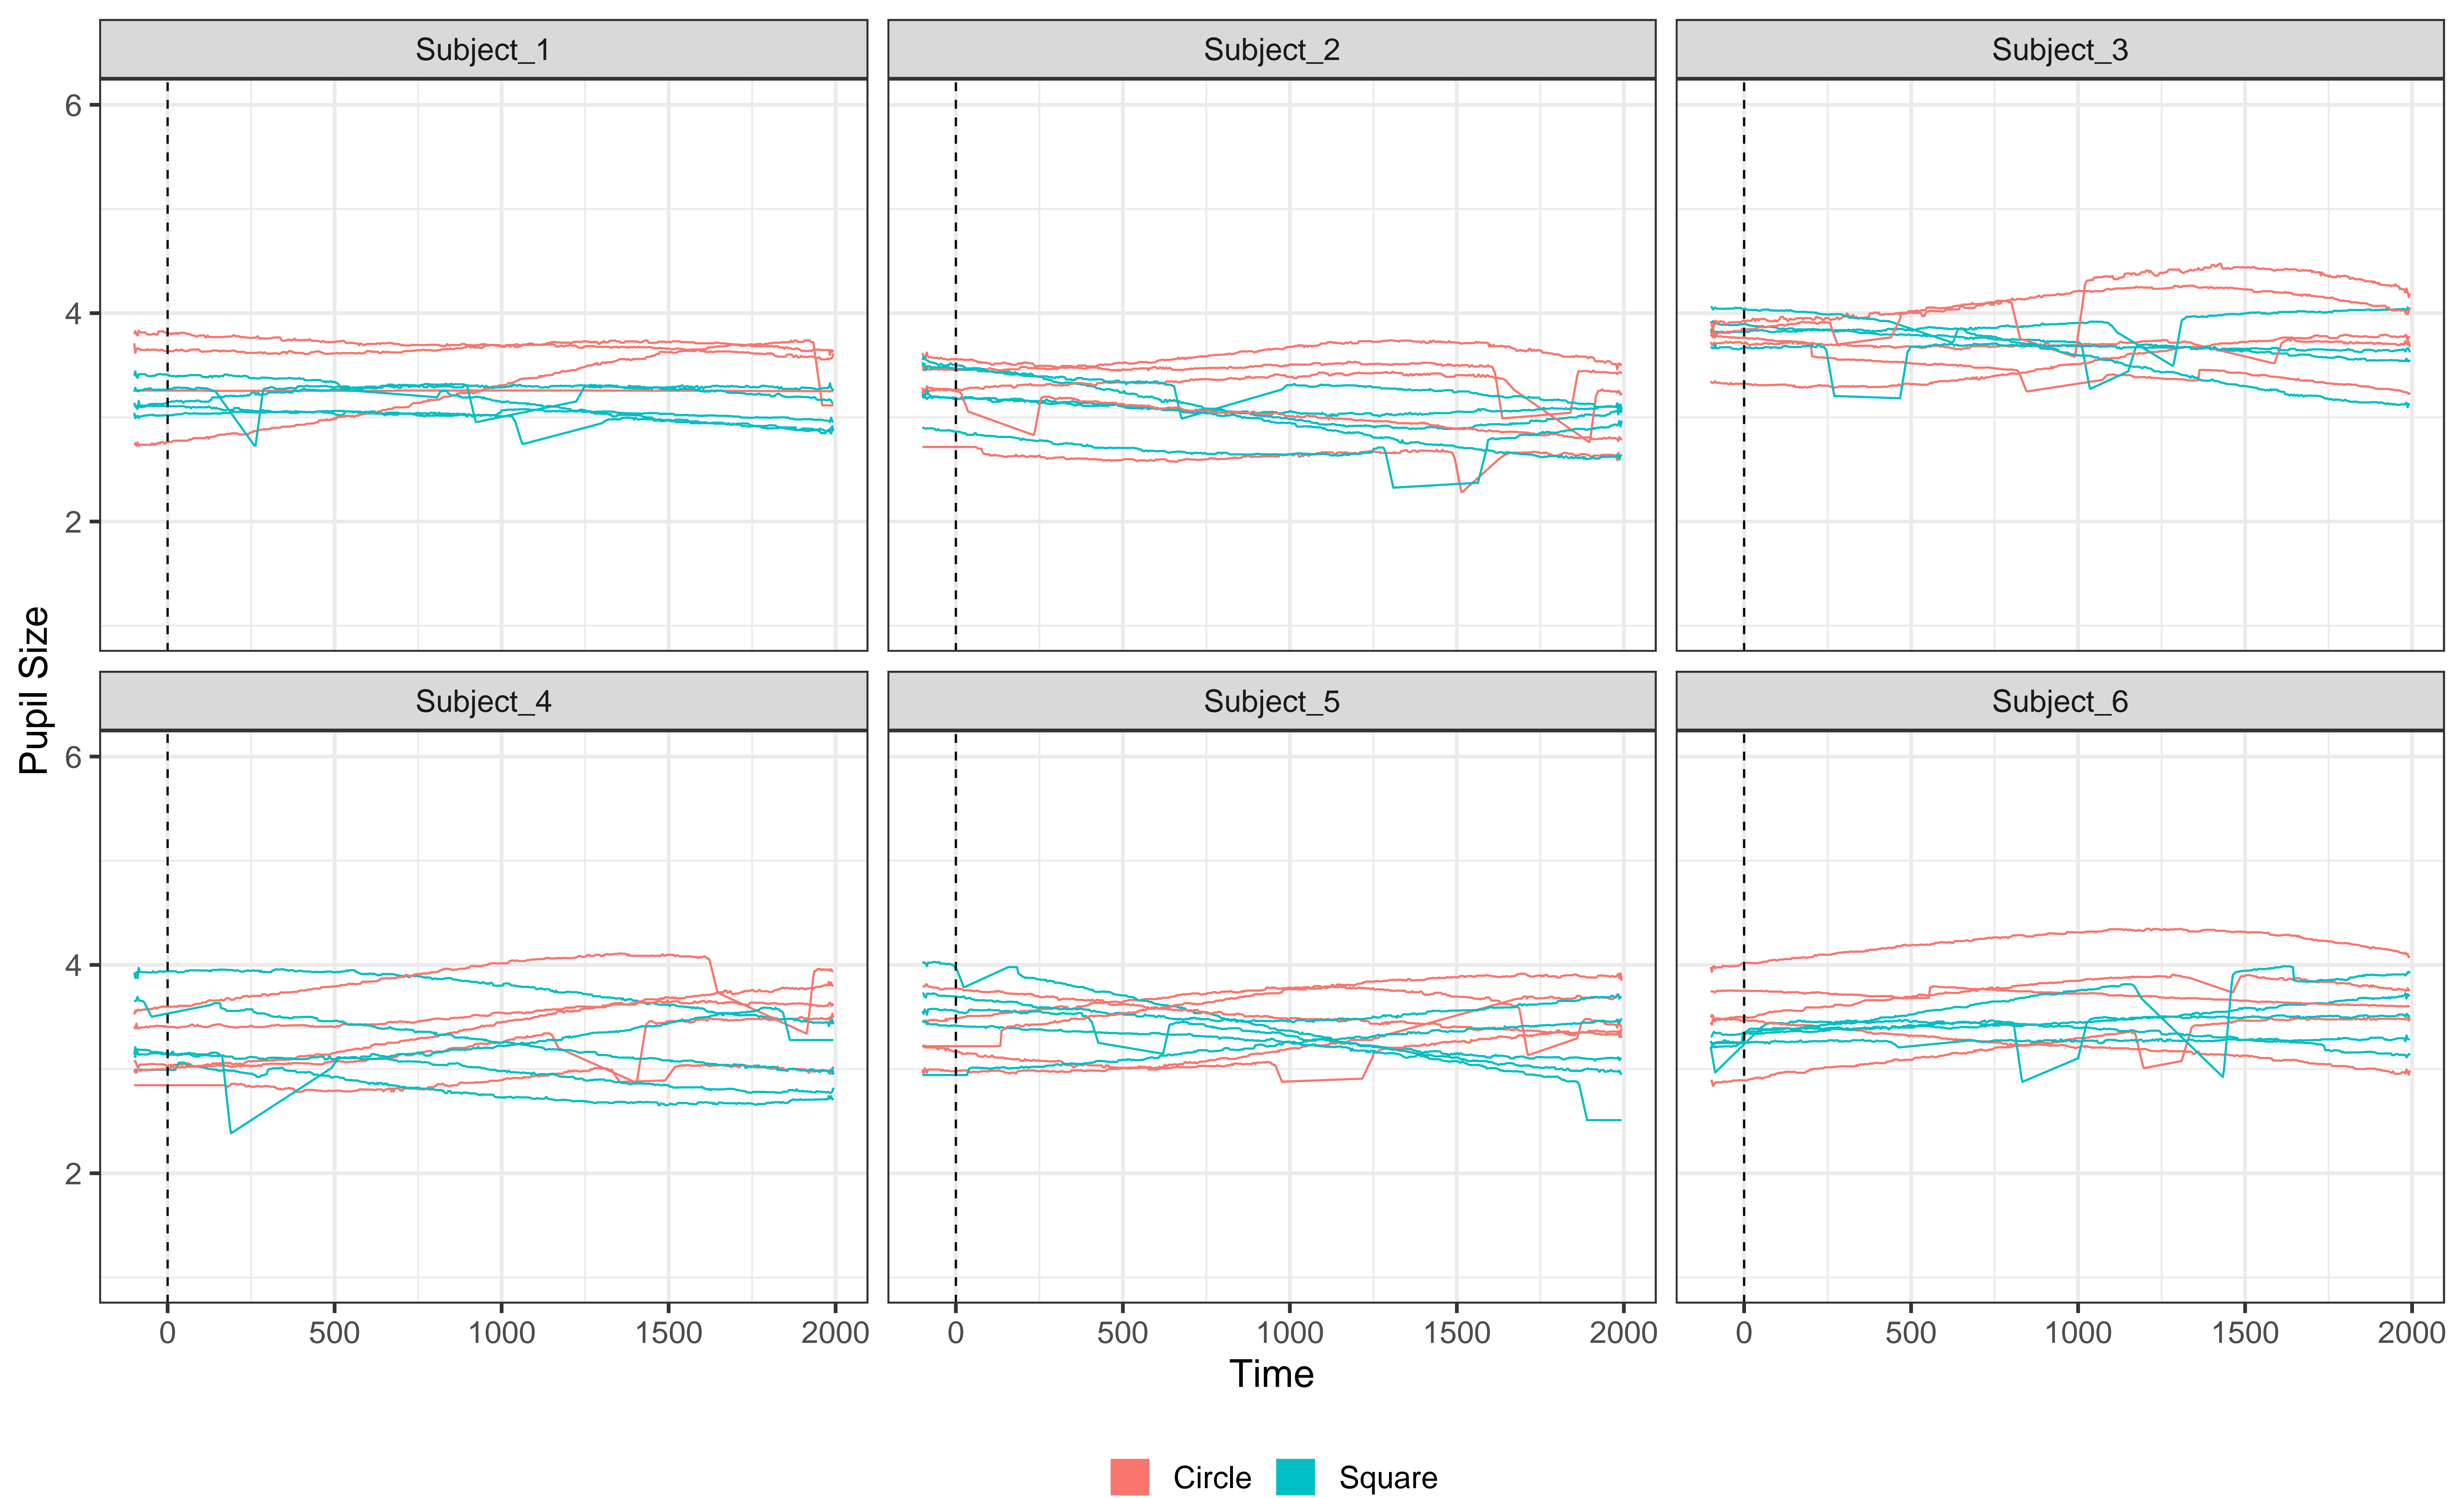 Subject_1 Subject_2 Subject_3
6
4
2
Subject_4 Subject_5 Subject_6
6
4
2
Pupil Size
0 500 1000 1500 2000 0 500 1000 1500 2000 0 500 1000 1500 2000
Time
Circle Square